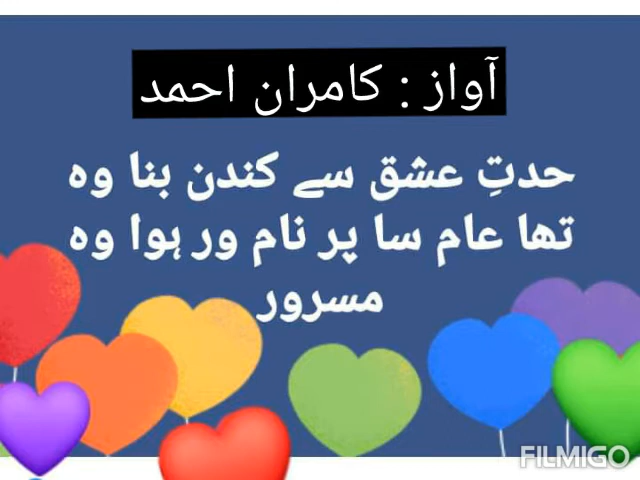 آواز : کامران احمد
حدتِ عشق سے کندن بنا وہ
تھا عام سا پر نام ور ہوا وہ
مسرور
FILMIGO